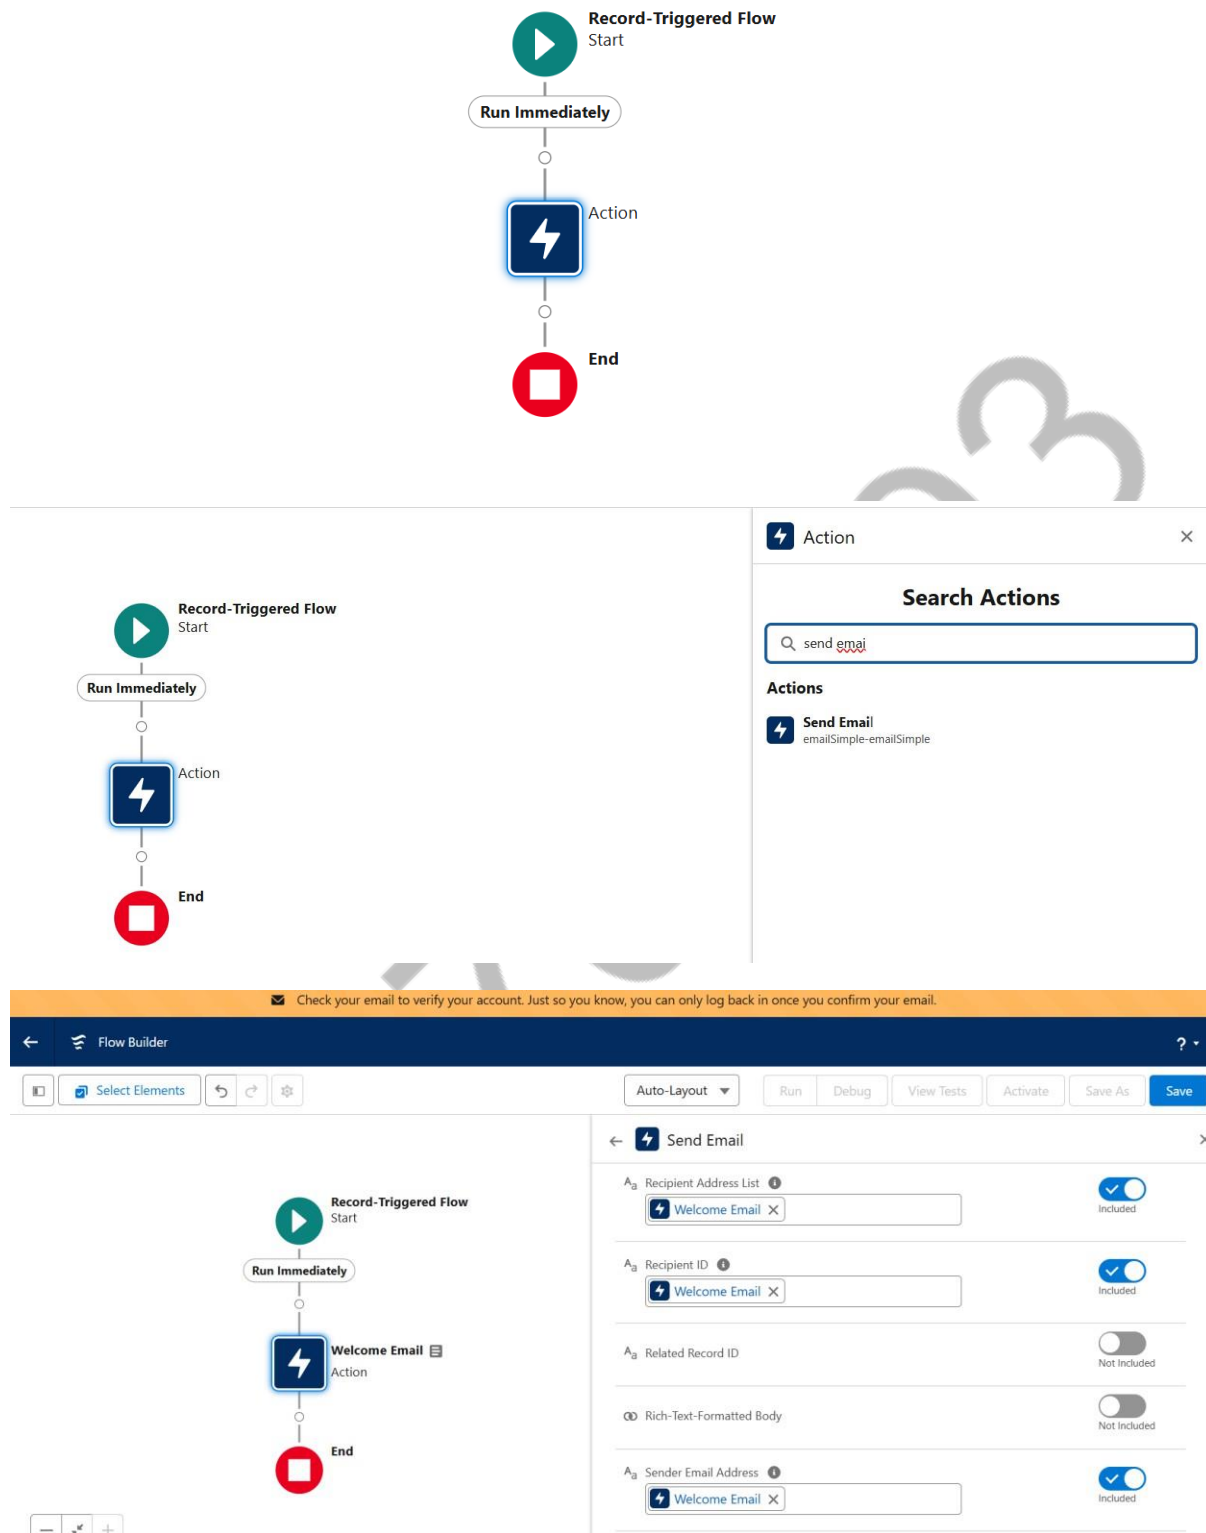 Record-Triggered Flow
Start
Run Immediately
Action
End
Action
Search Actions
send emai
Actions
Send Email
emailSimple-emailSimple
Record-Triggered Flow
Start
Run Immediately
Action
End
Check your email to verify your account. Just so you know, you can only log back in once you confirm your email.
Flow Builder
?
Select Elements
Auto-Layout
Run
Debug
View Tests
Activate
Save As
Save
Send Email
Record-Triggered Flow
Start
Run Immediately
Welcome Email
Action
End
Aa Recipient Address List
Welcome Email
Included
Aa Recipient ID
Welcome Email
Included
Aa Related Record ID
Not Included
Rich-Text-Formatted Body
Not Included
Aa Sender Email Address
Welcome Email
Included